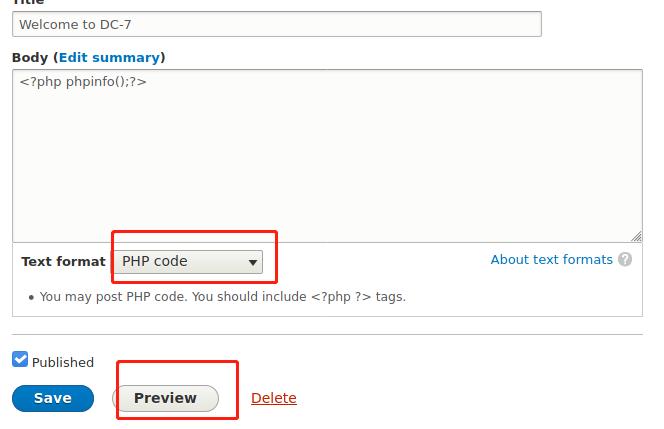 Title
Welcome to DC-7
Body (Edit summary)
<?php phpinfo();?>
Text format PHP code About text formats ?
• You may post PHP code. You should include <?php ?> tags.
Published
Save Preview Delete